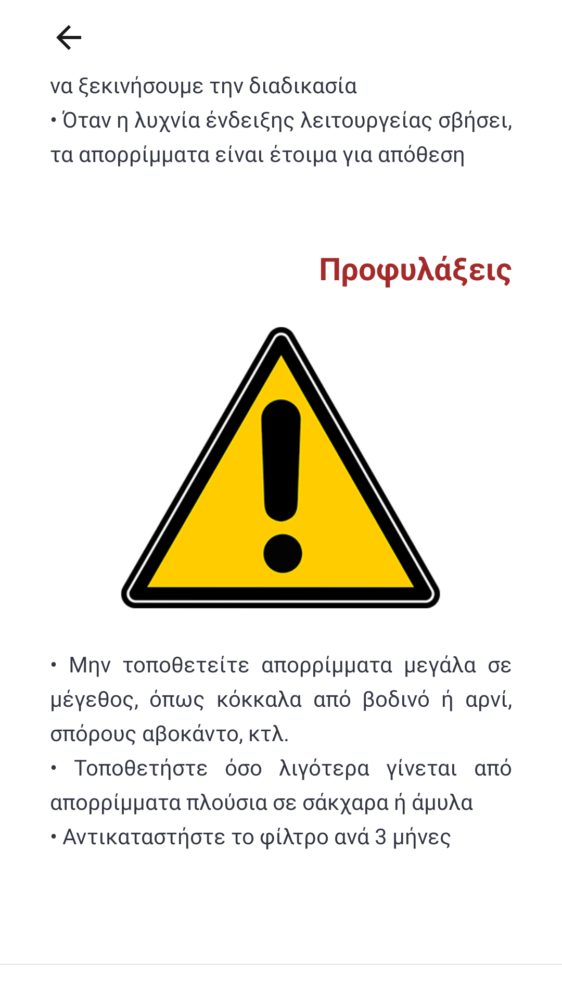 να ξεκινήσουμε την διαδικασία
• Όταν η λυχνία ένδειξης λειτουργείας σβήσει,
τα απορρίμματα είναι έτοιμα για απόθεση
Προφυλάξεις
• Μην τοποθετείτε απορρίμματα μεγάλα σε
μέγεθος, όπως κόκκαλα από βοδινό ή αρνί,
σπόρους αβοκάντο, κτλ.
• Τοποθετήστε όσο λιγότερα γίνεται από
απορρίμματα πλούσια σε σάκχαρα ή άμυλα
• Αντικαταστήστε το φίλτρο ανά 3 μήνες